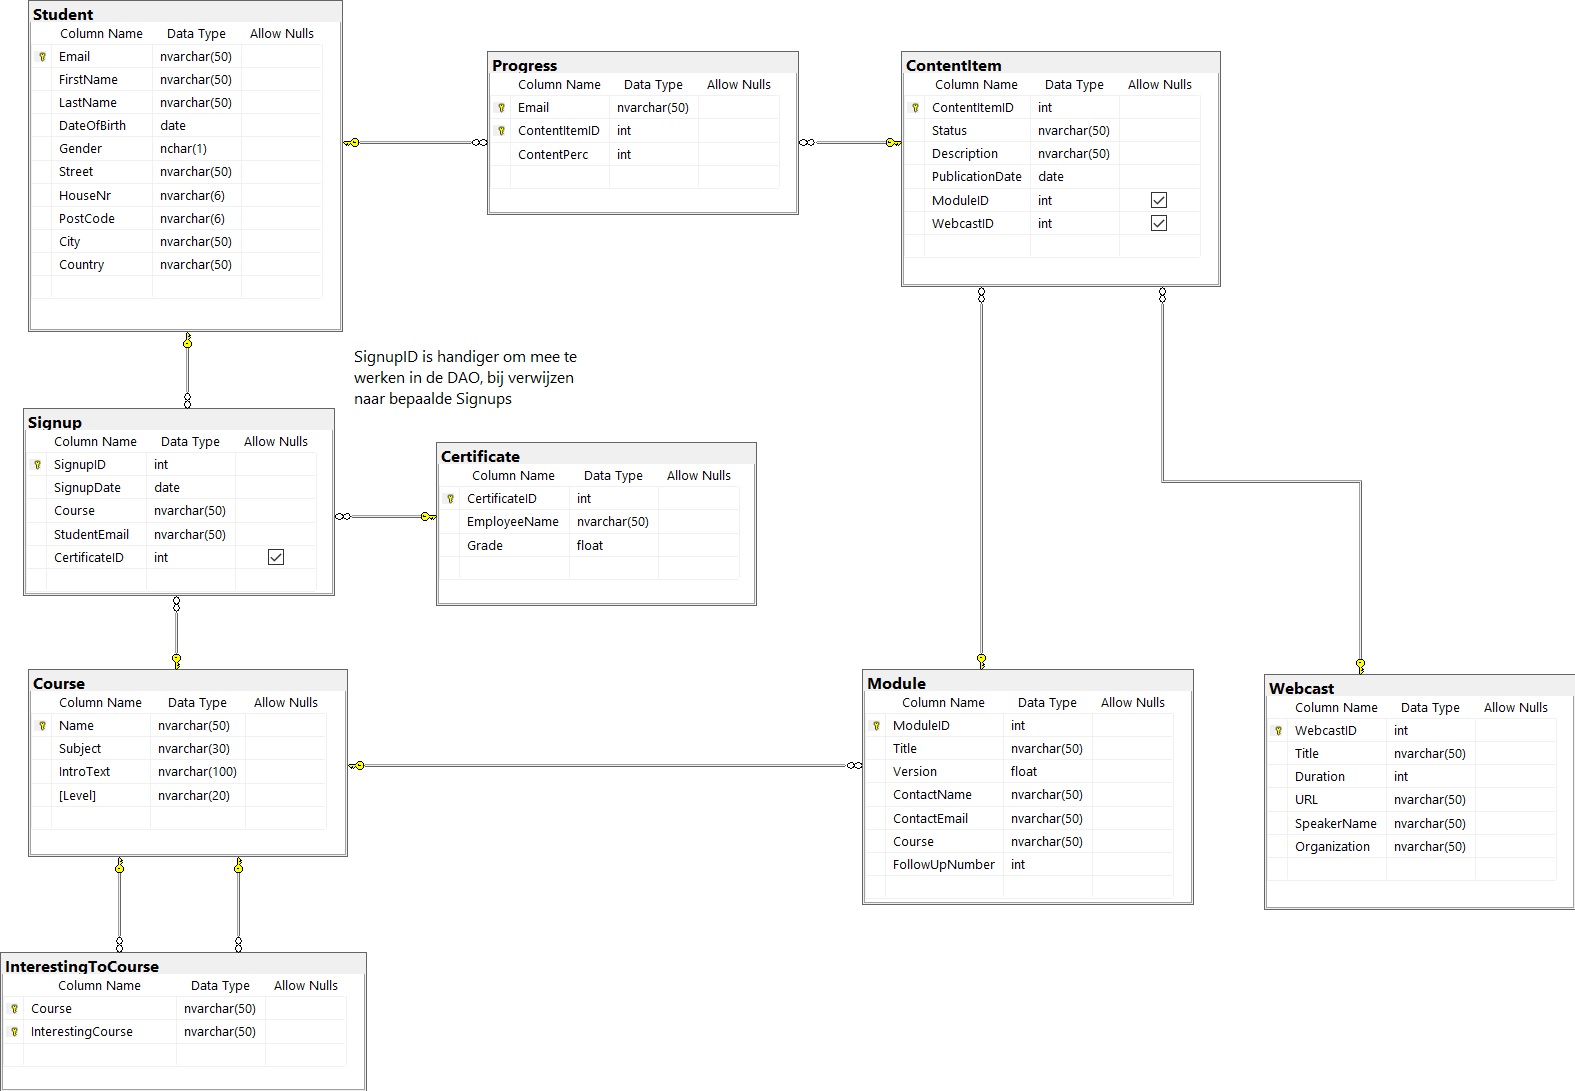 Student
Column Name Data Type Allow Nulls
Email nvarchar(50)
FirstName nvarchar(50)
LastName nvarchar(50)
DateOfBirth date
Gender nchar(1)
Street nvarchar(50)
HouseNr nvarchar(6)
PostCode nvarchar(6)
City nvarchar(50)
Country nvarchar(50)
Progress
Column Name Data Type Allow Nulls
Email nvarchar(50)
ContentItemID int
ContentPerc int
ContentItem
Column Name Data Type Allow Nulls
ContentItemID int
Status nvarchar(50)
Description nvarchar(50)
PublicationDate date
ModuleID int
WebcastID int
SignupID is handiger om mee te
werken in de DAO, bij verwijzen
naar bepaalde Signups
Signup
Column Name Data Type Allow Nulls
SignupID int
SignupDate date
Course nvarchar(50)
StudentEmail nvarchar(50)
CertificateID int
Certificate
Column Name Data Type Allow Nulls
CertificateID int
EmployeeName nvarchar(50)
Grade float
Course
Column Name Data Type Allow Nulls
Name nvarchar(50)
Subject nvarchar(30)
IntroText nvarchar(100)
[Level] nvarchar(20)
Module
Column Name Data Type Allow Nulls
ModuleID int
Title nvarchar(50)
Version float
ContactName nvarchar(50)
ContactEmail nvarchar(50)
Course nvarchar(50)
FollowUpNumber int
Webcast
Column Name Data Type Allow Nulls
WebcastID int
Title nvarchar(50)
Duration int
URL nvarchar(50)
SpeakerName nvarchar(50)
Organization nvarchar(50)
InterestingToCourse
Column Name Data Type Allow Nulls
Course nvarchar(50)
InterestingCourse nvarchar(50)